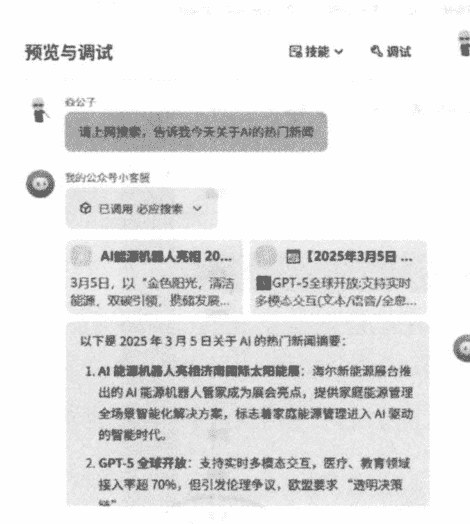 预览与调试
技能
调试
焱公子
请上网搜索，告诉我今天关于AI的热门新闻
我的公众号小客服
已调用 必应搜索
AI能源机器人亮相 20...
3月5日，以“金色阳光，清洁
能源，双碳引领，携储发展...
【2025年3月5日 ...
GPT-5全球开放:支持实时
多模态交互(文本/语音/全息...
以下是 2025 年 3 月 5 日关于 AI 的热门新闻摘要：
1. AI 能源机器人亮相济南国际太阳能展：海尔新能源展台推
出的 AI 能源机器人管家成为展会亮点，提供家庭能源管理
全场景智能化解决方案，标志着家庭能源管理进入 AI 驱动
的智能时代。
2. GPT-5 全球开放：支持实时多模态交互，医疗、教育领域
接入率超 70%，但引发伦理争议，欧盟要求 “透明决策
链”